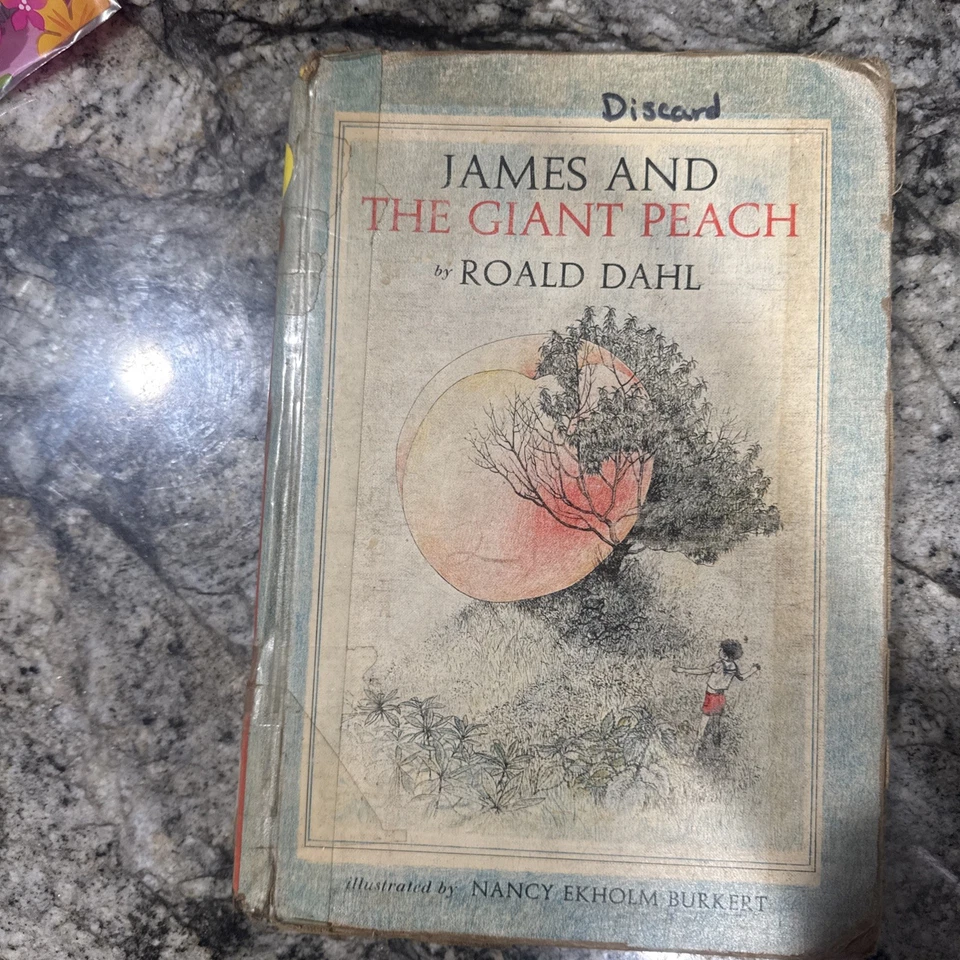 Discard
JAMES AND
THE GIANT PEACH
by ROALD DAHL
illustrated by NANCY EKHOLM BURKERT